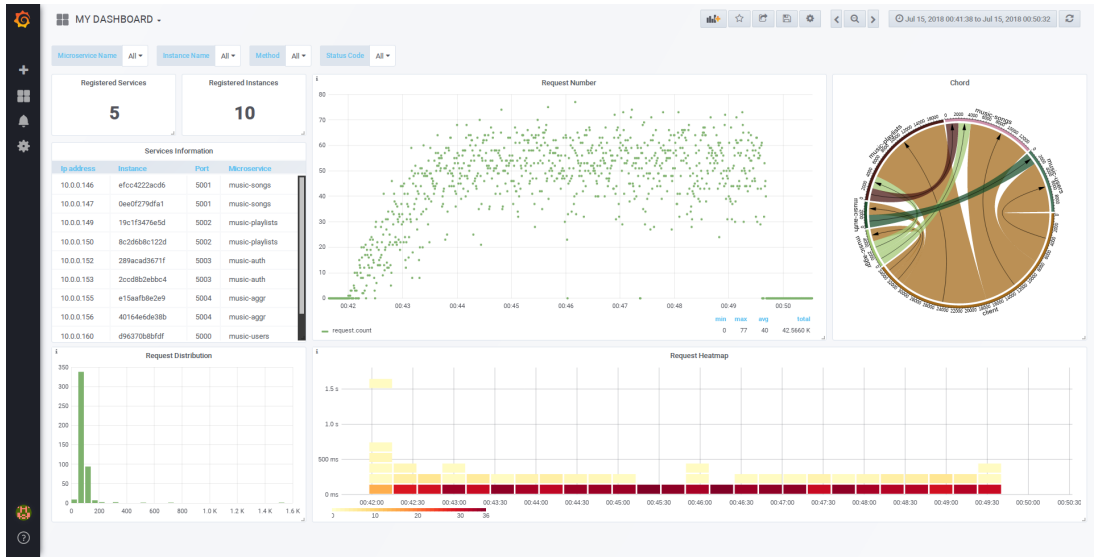 MY DASHBOARD
Jul 15, 2018 00:41:38 to Jul 15, 2018 00:50:32
Microservice Name All Instance Name All Method All Status Code All
Registered Services
5
Registered Instances
10
Services Information
Ip address Instance Port Microservice
10.0.0.146 efcc4222acd6 5001 music-songs
10.0.0.147 0ee0f279dfa1 5001 music-songs
10.0.0.149 19c1f3476e5d 5002 music-playlists
10.0.0.150 8c2d6b8c122d 5002 music-playlists
10.0.0.152 289acad3671f 5003 music-auth
10.0.0.153 2ccd8b2ebbc4 5003 music-auth
10.0.0.155 e15aafb8e2e9 5004 music-aggr
10.0.0.156 40164e6de38b 5004 music-aggr
10.0.0.160 d96370b8bfdf 5000 music-users
Request Number
80
70
60
50
40
30
20
10
0
00:42 00:43 00:44 00:45 00:46 00:47 00:48 00:49 00:50
min max avg total
request.count 0 77 40 42.5660 K
Chord
music-songs
music-playlists
music-users
music-auth
music-aggr
client
Request Distribution
350
300
250
200
150
100
50
0
0 200 400 600 800 1.0 K 1.2 K 1.4 K 1.6 K
Request Heatmap
1.5 s
1.0 s
500 ms
0 ms
00:42:00 00:42:30 00:43:00 00:43:30 00:44:00 00:44:30 00:45:00 00:45:30 00:46:00 00:46:30 00:47:00 00:47:30 00:48:00 00:48:30 00:49:00 00:49:30 00:50:00 00:50:30
10 20 30 36